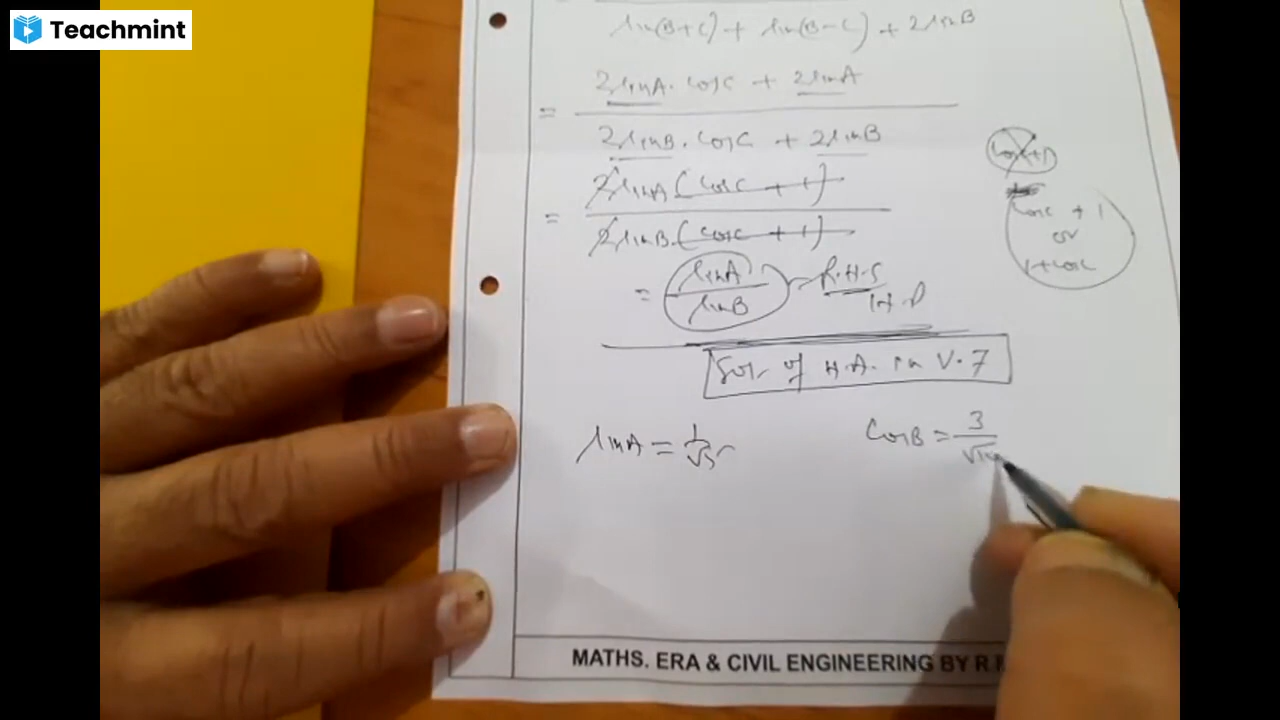 Teachmint
sin(B+C) + sin(B-C) + 2sinB
= 2sinA. cosC + 2sinA
2sinB. cosC + 2sinB
= 2sinA(cosC + 1)
2sinB.(cosC + 1)
cosC + 1
or
1+cosC
= sinA
sinB
R.H.S
H.P
Sol. of H.A. in V.7
sinA = 1/√5 cosB = 3/√10
MATHS. ERA & CIVIL ENGINEERING BY R.